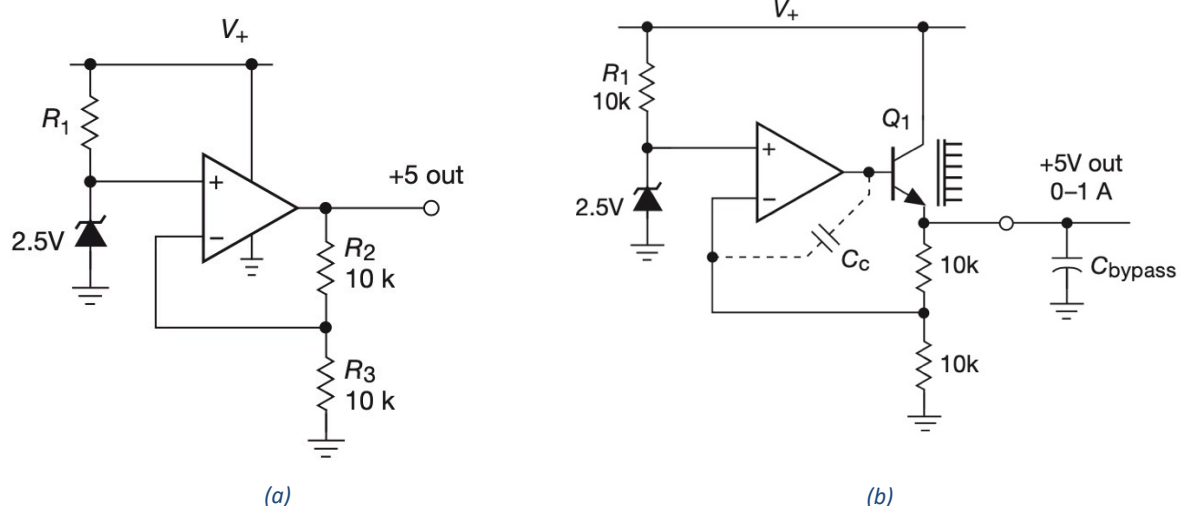 V+
R1
+
−
2.5V
+5 out
R2
10 k
R3
10 k
(a)
V+
R1
10k
+
−
2.5V
Q1
Cc
+5V out
0–1 A
10k
Cbypass
10k
(b)